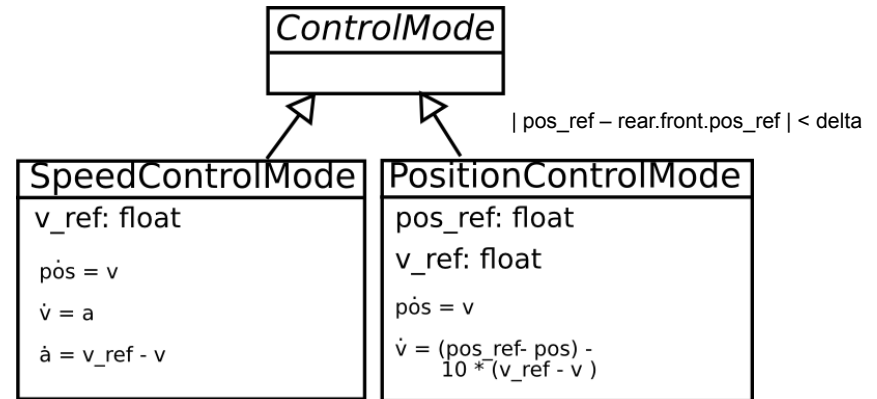 ControlMode
| pos_ref – rear.front.pos_ref | < delta
SpeedControlMode
v_ref: float
pȯs = v
v̇ = a
ȧ = v_ref - v
PositionControlMode
pos_ref: float
v_ref: float
pȯs = v
v̇ = (pos_ref- pos) -
10 * (v_ref - v )